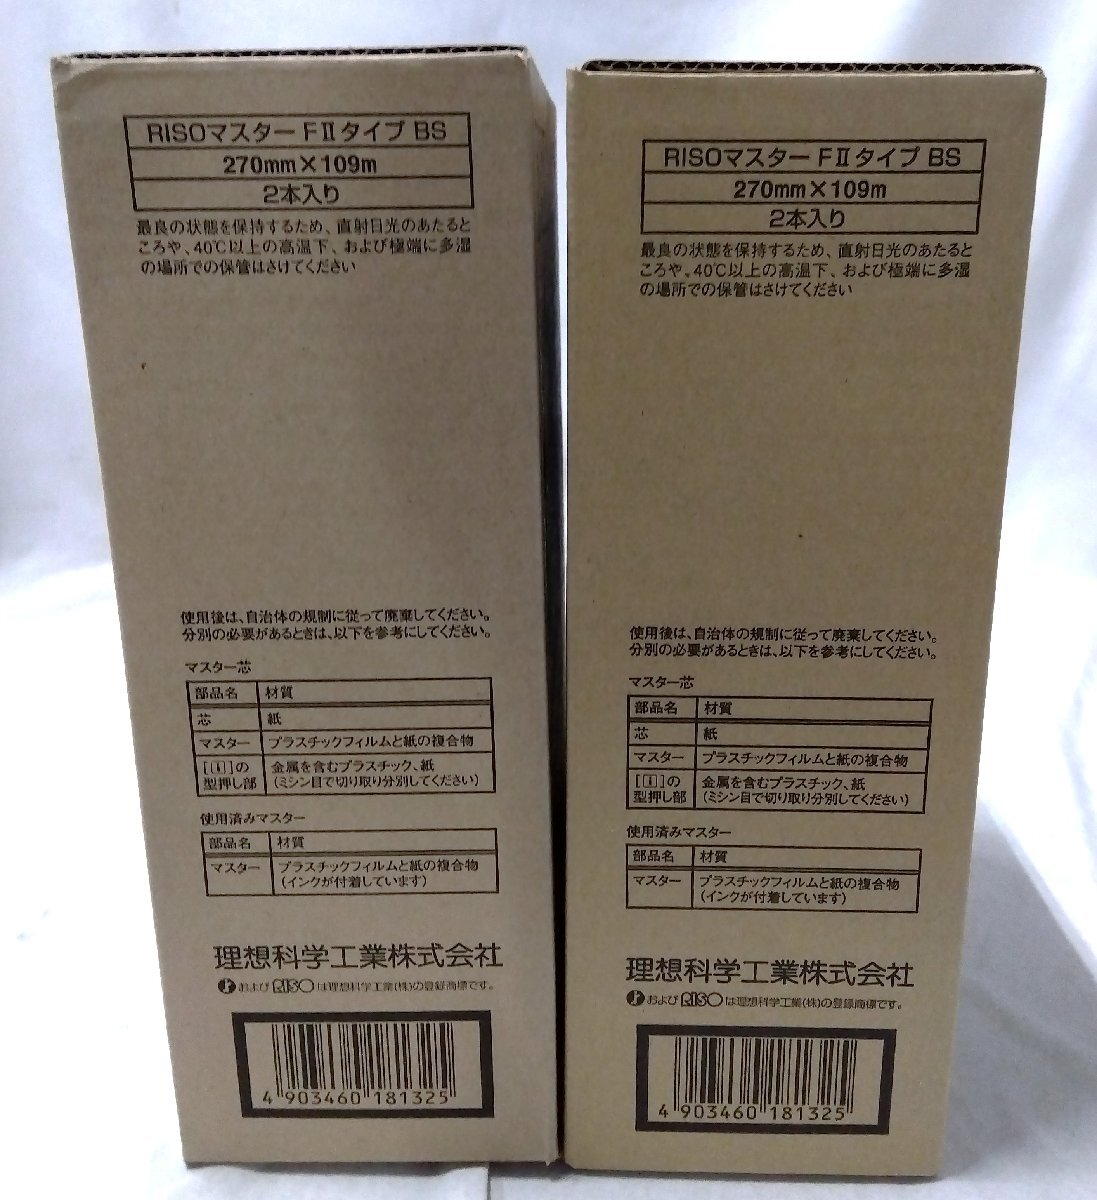 RISOマスター FⅡタイプ BS
270mm×109m
2本入り
最良の状態を保持するため、直射日光のあたると
ころや、40℃以上の高温下、および極端に多湿
の場所での保管はさけてください
使用後は、自治体の規制に従って廃棄してください。
分別の必要があるときは、以下を参考にしてください。
マスター芯
部品名 材質
芯 紙
マスター プラスチックフィルムと紙の複合物
[i]の 金属を含むプラスチック、紙
型押し部 (ミシン目で切り取り分別してください)
使用済みマスター
部品名 材質
マスター プラスチックフィルムと紙の複合物
(インクが付着しています)
理想科学工業株式会社
および RISO は理想科学工業(株)の登録商標です。
4 903460 181325
RISOマスター FⅡタイプ BS
270mm×109m
2本入り
最良の状態を保持するため、直射日光のあたると
ころや、40℃以上の高温下、および極端に多湿
の場所での保管はさけてください
使用後は、自治体の規制に従って廃棄してください。
分別の必要があるときは、以下を参考にしてください。
マスター芯
部品名 材質
芯 紙
マスター プラスチックフィルムと紙の複合物
[i]の 金属を含むプラスチック、紙
型押し部 (ミシン目で切り取り分別してください)
使用済みマスター
部品名 材質
マスター プラスチックフィルムと紙の複合物
(インクが付着しています)
理想科学工業株式会社
および RISO は理想科学工業(株)の登録商標です。
4 903460 181325